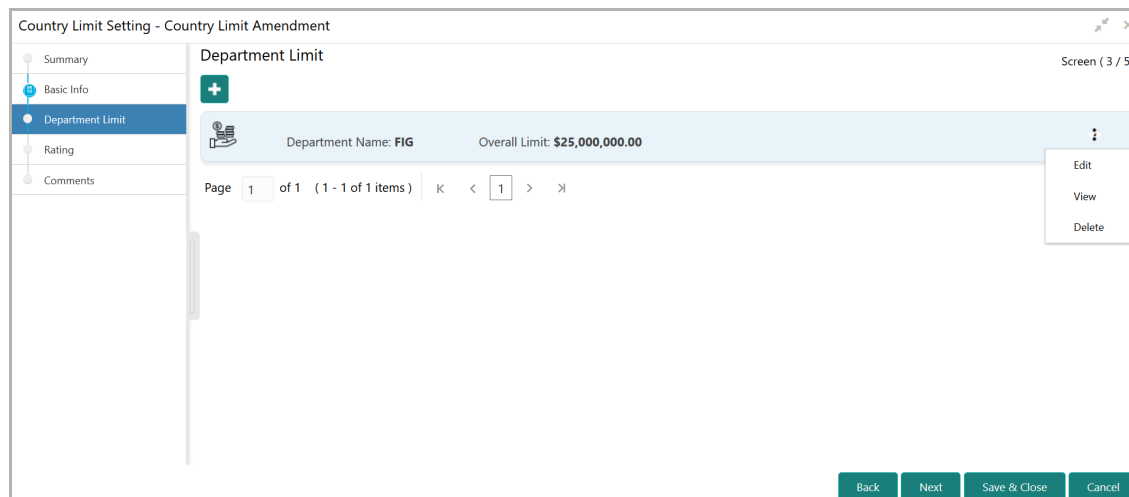 Country Limit Setting - Country Limit Amendment
Summary
Basic Info
Department Limit
Rating
Comments
Department Limit
Screen ( 3 / 5
Department Name: FIG Overall Limit: $25,000,000.00
Edit
View
Delete
Page 1 of 1 ( 1 - 1 of 1 items ) 1
Back Next Save & Close Cancel